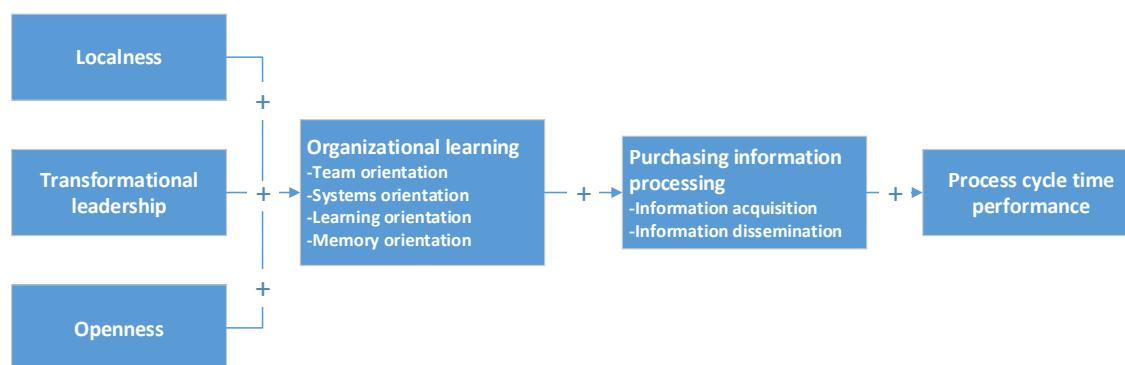 Localness
+
Transformational
leadership
+
Openness
+
Organizational learning
-Team orientation
-Systems orientation
-Learning orientation
-Memory orientation
+
Purchasing information
processing
-Information acquisition
-Information dissemination
+
Process cycle time
performance